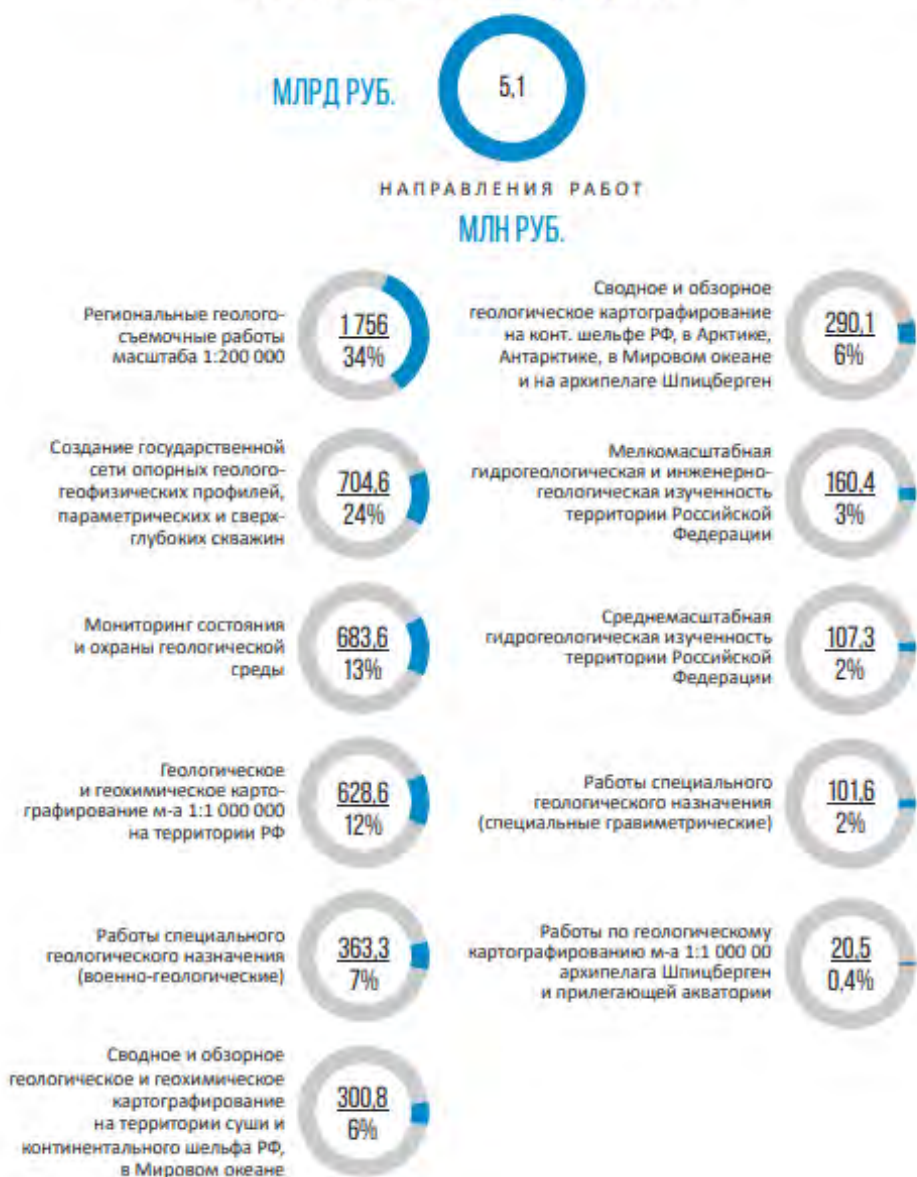 МЛРД РУБ.
5,1
НАПРАВЛЕНИЯ РАБОТ
МЛН РУБ.
Региональные геолого-
съемочные работы
масштаба 1:200 000
1 756
34%
Создание государственной
сети опорных геолого-
геофизических профилей,
параметрических и сверх-
глубоких скважин
704,6
24%
Мониторинг состояния
и охраны геологической
среды
683,6
13%
Геологическое
и геохимическое карто-
графирование м-а 1:1 000 000
на территории РФ
628,6
12%
Работы специального
геологического назначения
(военно-геологические)
363,3
7%
Сводное и обзорное
геологическое и геохимическое
картографирование
на территории суши и
континентального шельфа РФ,
в Мировом океане
300,8
6%
Сводное и обзорное
геологическое картографирование
на конт. шельфе РФ, в Арктике,
Антарктике, в Мировом океане
и на архипелаге Шпицберген
290,1
6%
Мелкомасштабная
гидрогеологическая и инженерно-
геологическая изученность
территории Российской
Федерации
160,4
3%
Среднемасштабная
гидрогеологическая изученность
территории Российской
Федерации
107,3
2%
Работы специального
геологического назначения
(специальные гравиметрические)
101,6
2%
Работы по геологическому
картографированию м-а 1:1 000 00
архипелага Шпицберген
и прилегающей акватории
20,5
0,4%